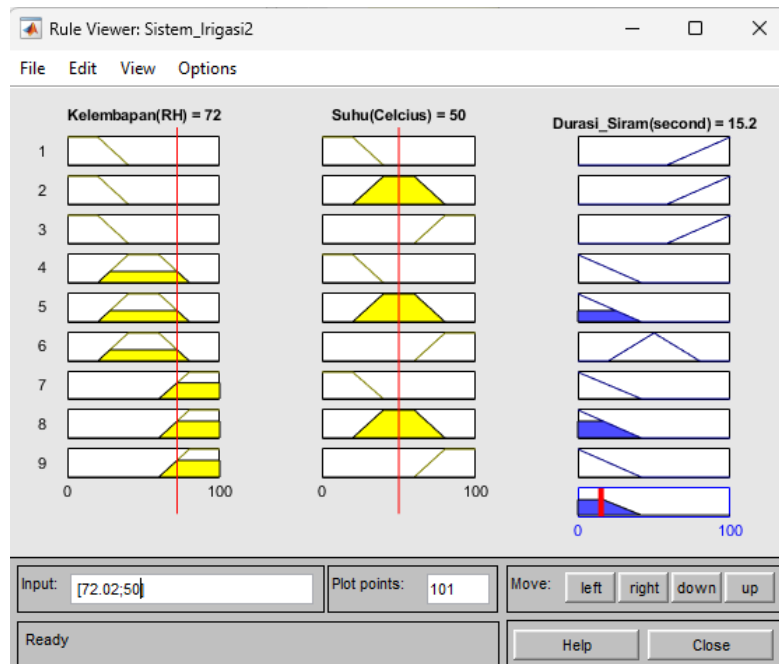 Rule Viewer: Sistem_Irigasi2
File Edit View Options
Kelembapan(RH) = 72
Suhu(Celcius) = 50
Durasi_Siram(second) = 15.2
1
2
3
4
5
6
7
8
9
0 100
0 100
0 100
Input: [72.02;50]
Plot points: 101
Move: left right down up
Ready
Help Close